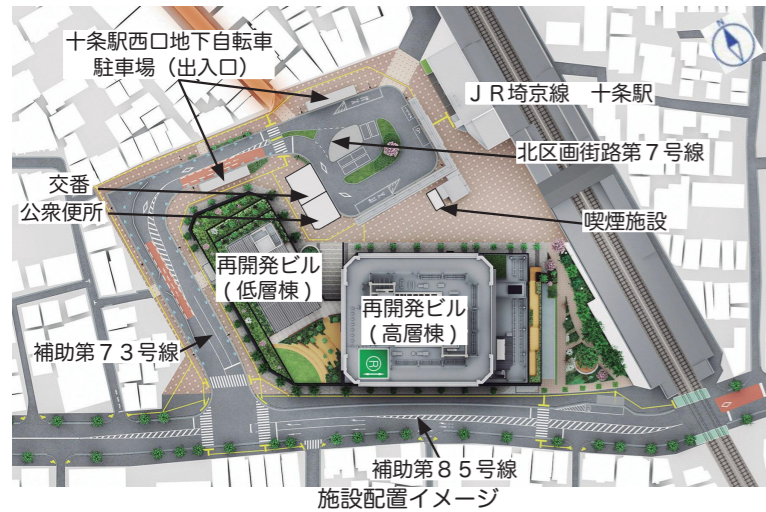 十条駅西口地下自転車
駐車場（出入口）
N
ＪＲ埼京線　十条駅
北区画街路第７号線
交番
公衆便所
喫煙施設
再開発ビル
(低層棟)
再開発ビル
(高層棟)
R
補助第７３号線
補助第８５号線
施設配置イメージ